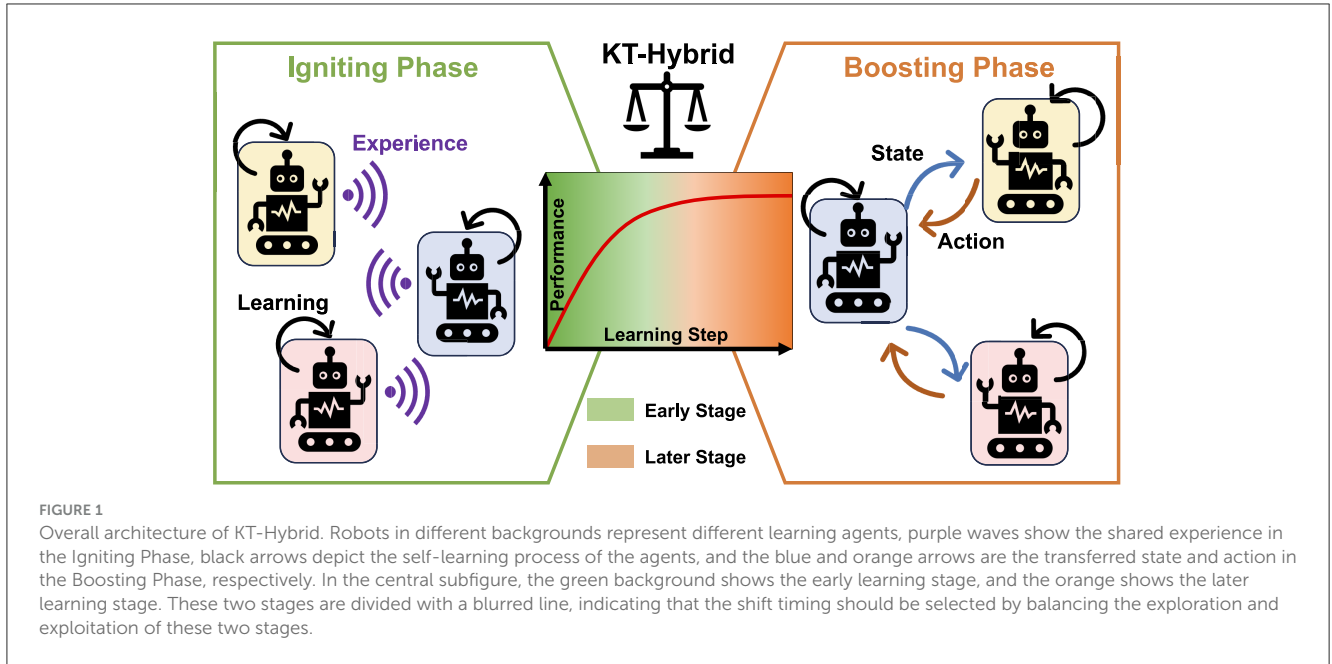 KT-Hybrid
Igniting Phase
Boosting Phase
Experience
Learning
State
Action
Performance
Learning Step
Early Stage
Later Stage
FIGURE 1
Overall architecture of KT-Hybrid. Robots in different backgrounds represent different learning agents, purple waves show the shared experience in
the Igniting Phase, black arrows depict the self-learning process of the agents, and the blue and orange arrows are the transferred state and action in
the Boosting Phase, respectively. In the central subfigure, the green background shows the early learning stage, and the orange shows the later
learning stage. These two stages are divided with a blurred line, indicating that the shift timing should be selected by balancing the exploration and
exploitation of these two stages.